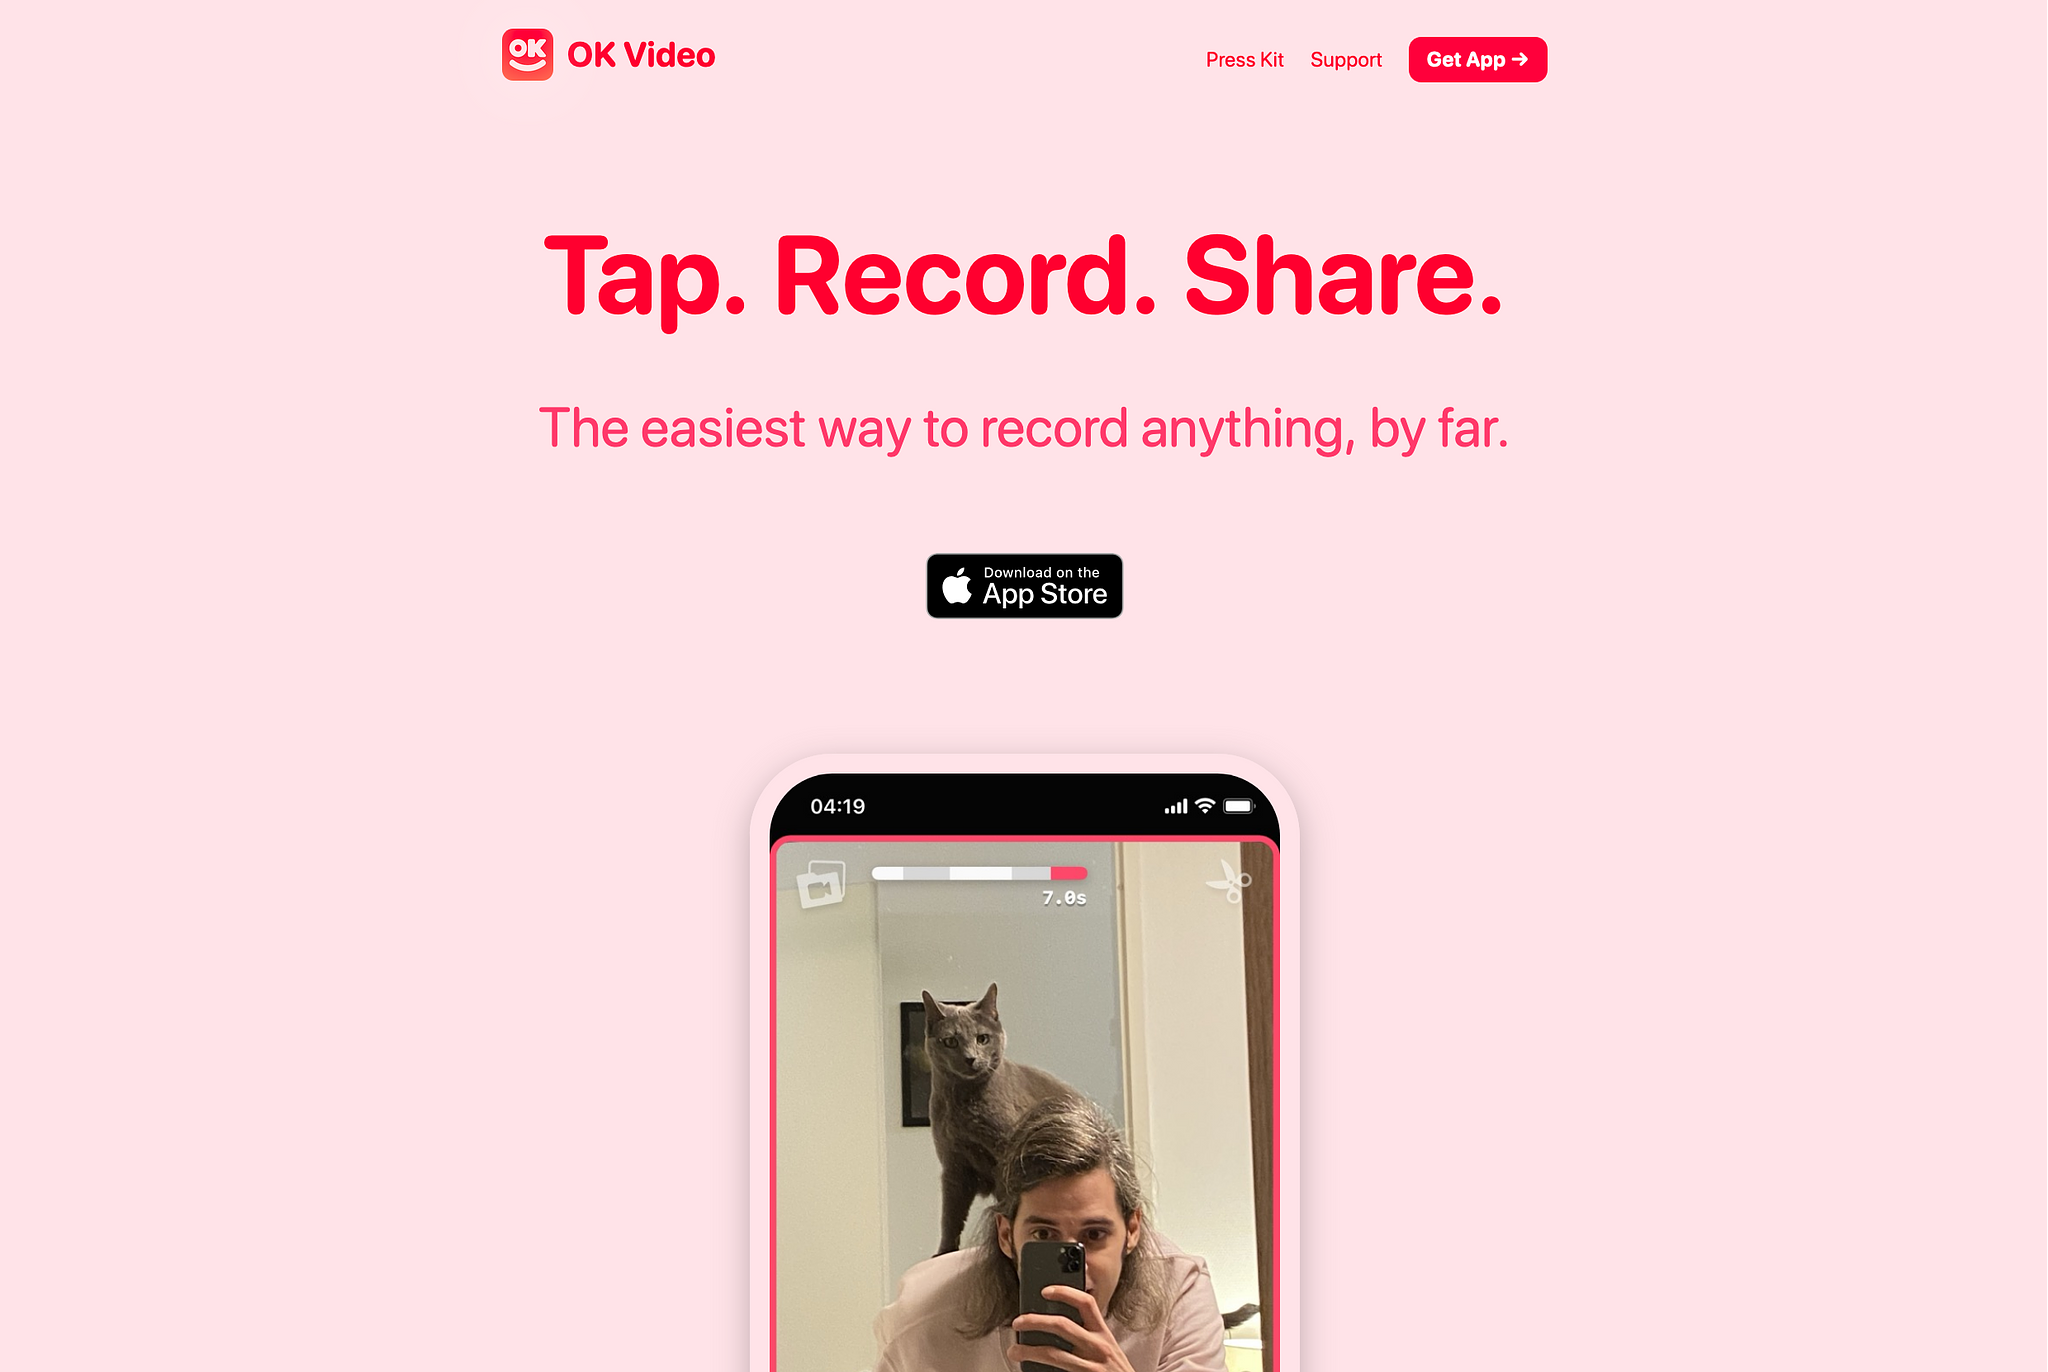 OK
OK Video
Press Kit
Support
Get App →
Tap. Record. Share.
The easiest way to record anything, by far.
Download on the
App Store
04:19
7.0s